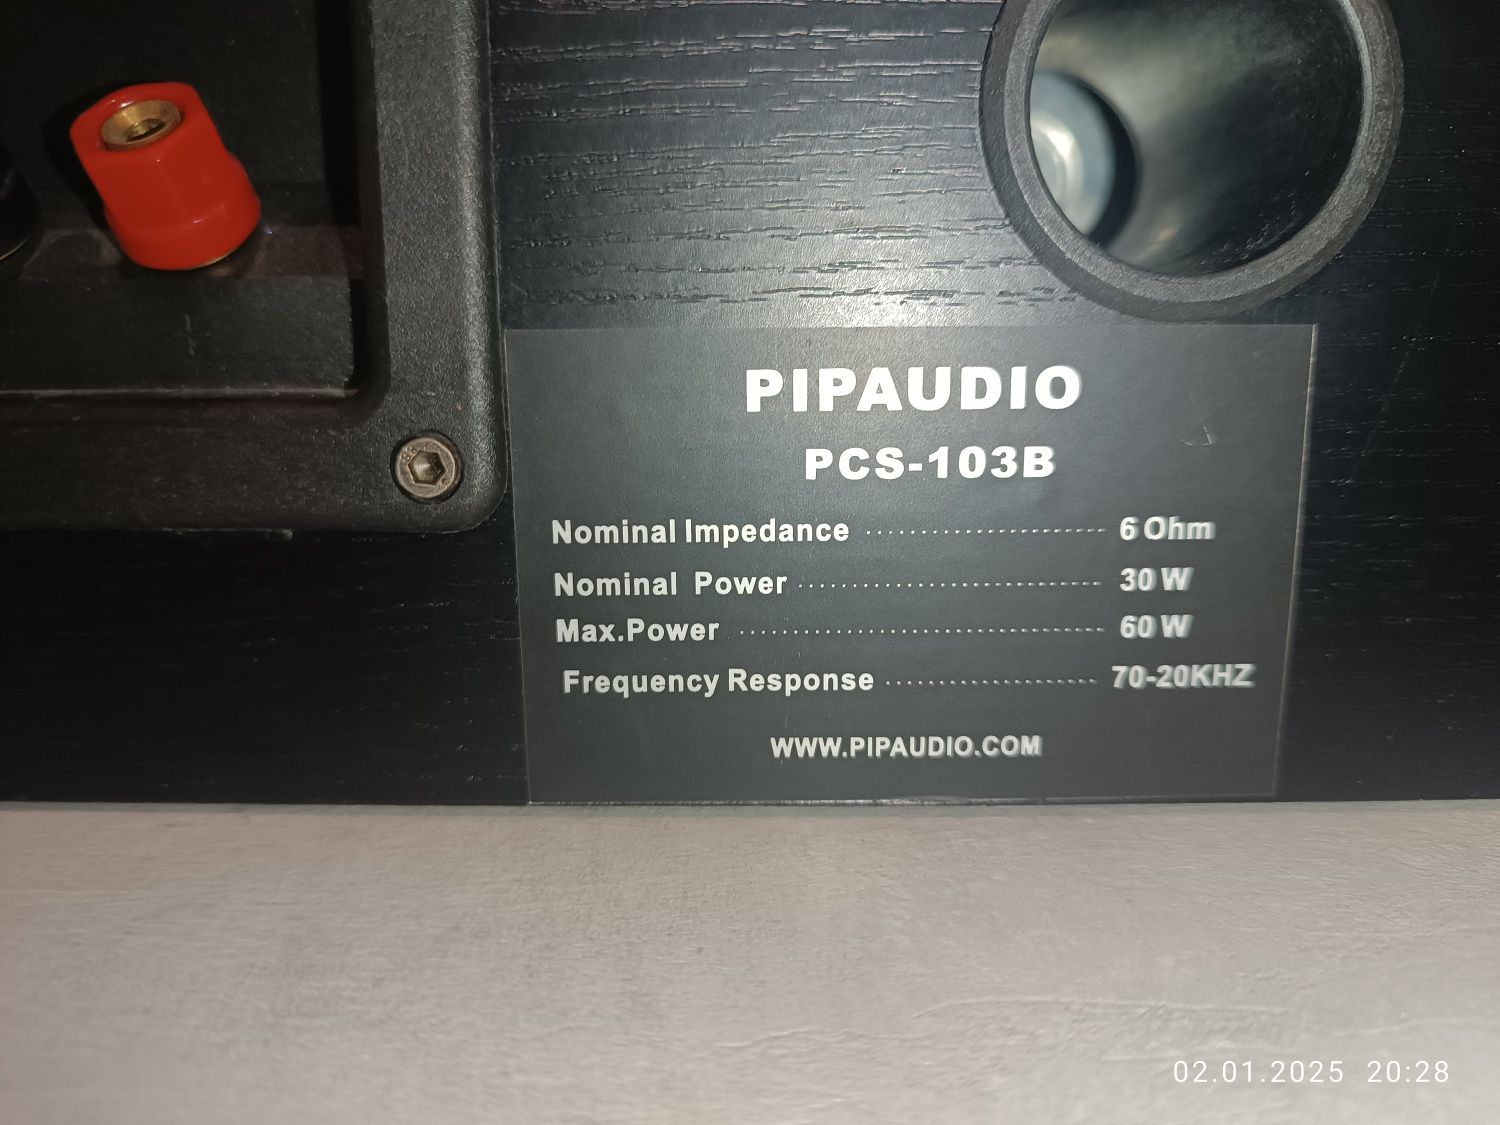 PIPAUDIO
PCS-103B
Nominal Impedance ........................ 6 Ohm
Nominal Power ........................ 30 W
Max.Power ........................ 60 W
Frequency Response ........................ 70-20KHZ
WWW.PIPAUDIO.COM
02.01.2025 20:28